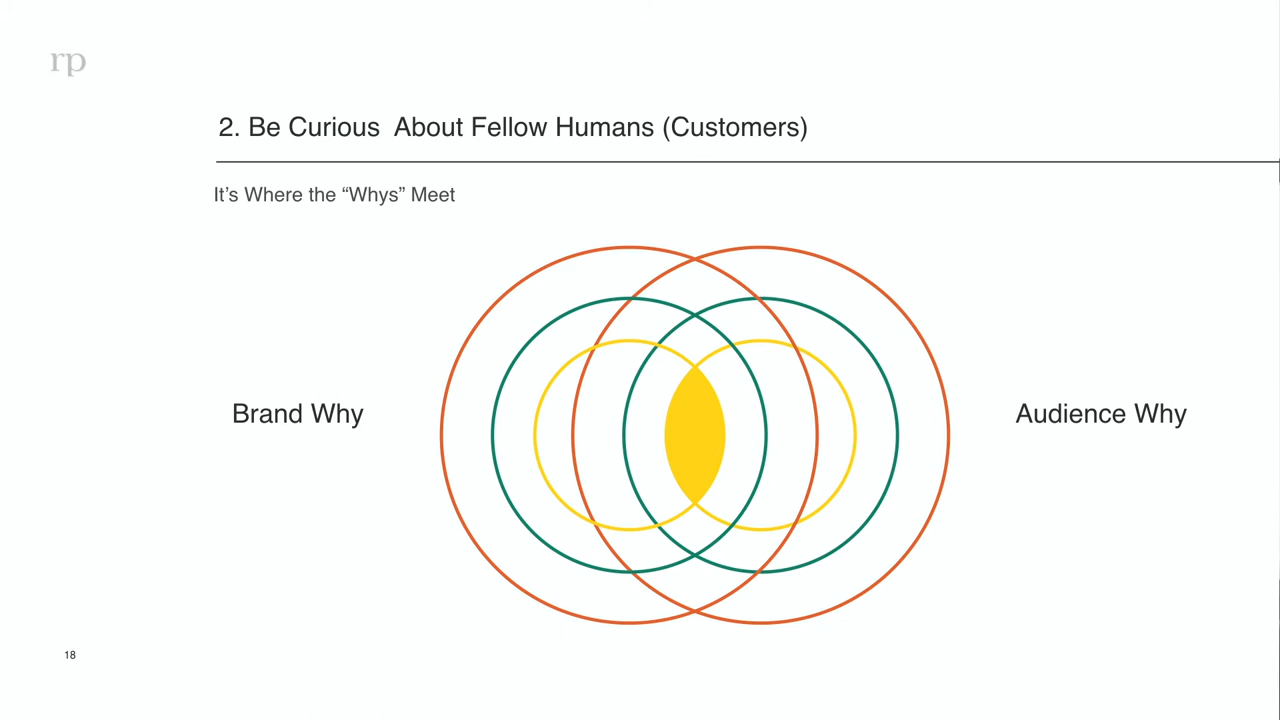 rp
2. Be Curious  About Fellow Humans (Customers)
It’s Where the “Whys” Meet
Brand Why
Audience Why
18